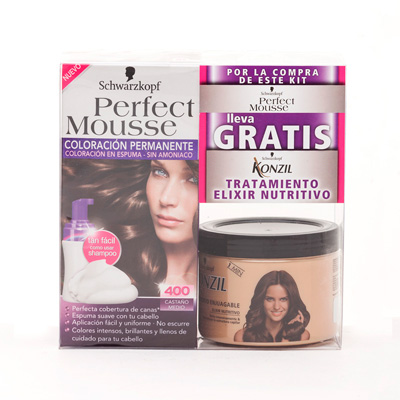 NUEVO
Schwarzkopf
Perfect
Mousse
COLORACIÓN PERMANENTE
COLORACIÓN EN ESPUMA - SIN AMONIACO
tan fácil
como usar
shampoo
400
CASTAÑO
MEDIO
• Perfecta cobertura de canas*
• Espuma suave con tu cabello
• Aplicación fácil y uniforme · No escurre
• Colores intensos, brillantes y llenos de
cuidado para tu cabello
POR LA COMPRA
DE ESTE KIT
Schwarzkopf
Perfect
Mousse
lleva
GRATIS
Schwarzkopf
KONZIL
TRATAMIENTO
ELIXIR NUTRITIVO
NZIL